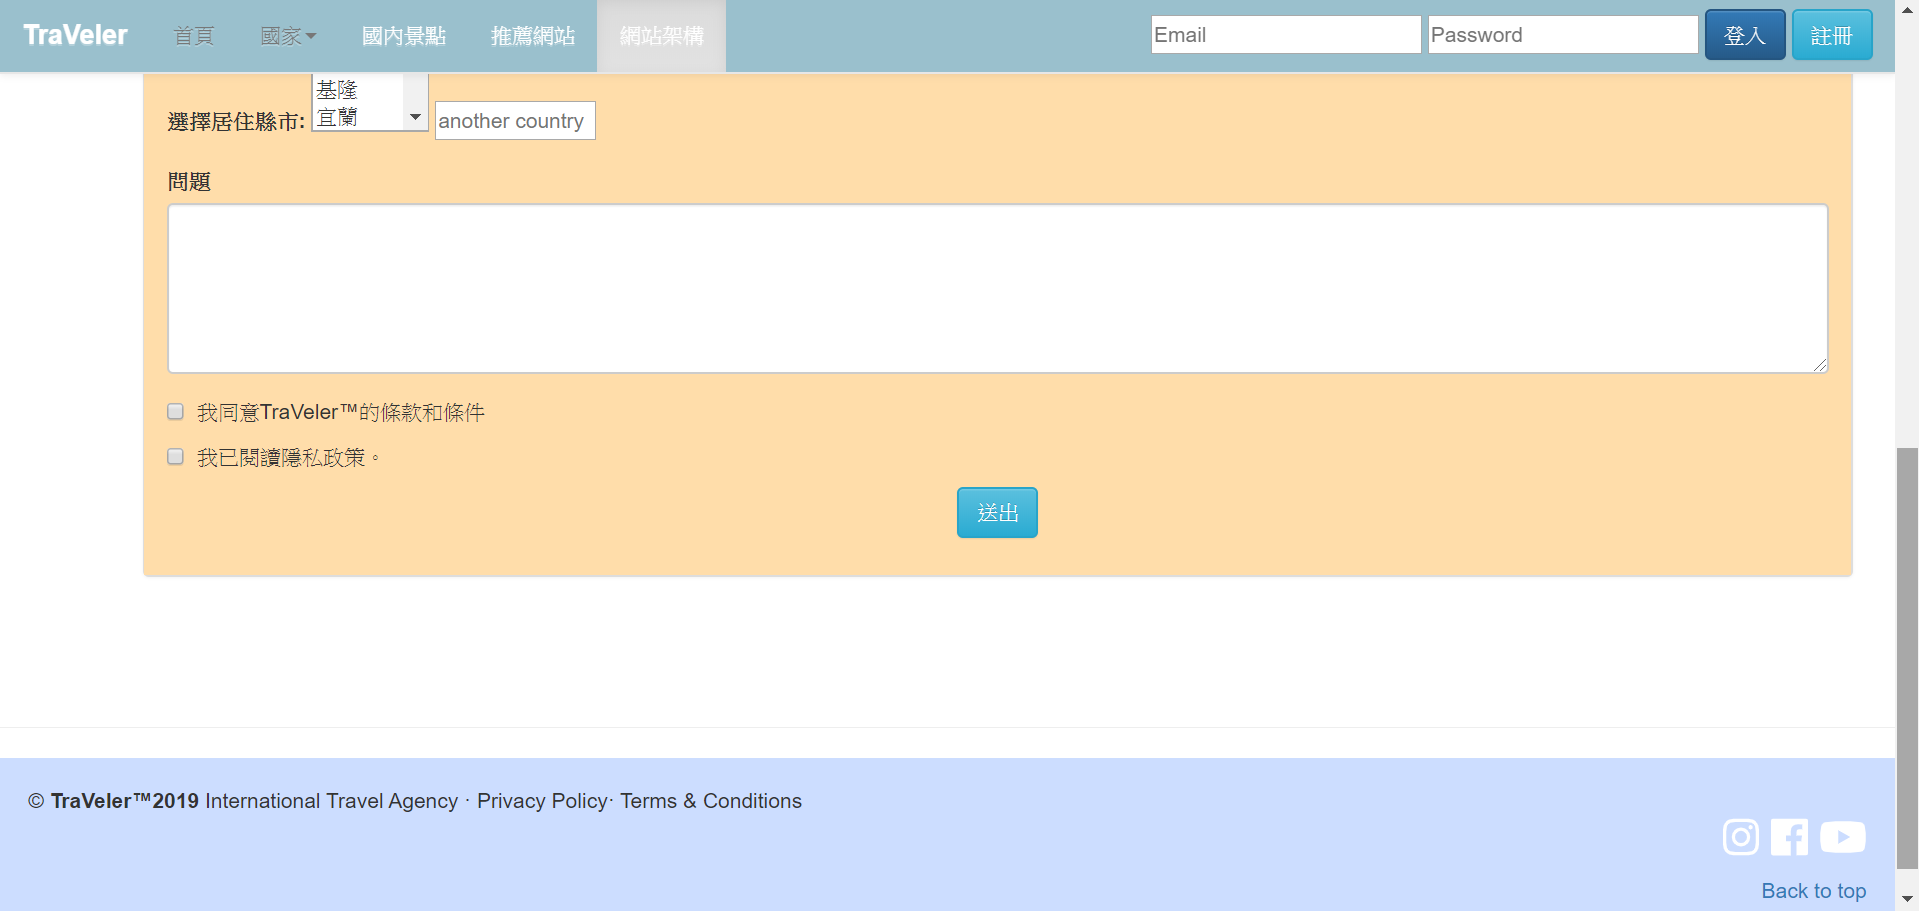 TraVeler 首頁 國家 國內景點 推薦網站 網站架構 Email Password 登入 註冊
基隆
宜蘭
選擇居住縣市: another country
問題
我同意TraVeler™的條款和條件
我已閱讀隱私政策。
送出
© TraVeler™2019 International Travel Agency · Privacy Policy· Terms & Conditions
Back to top